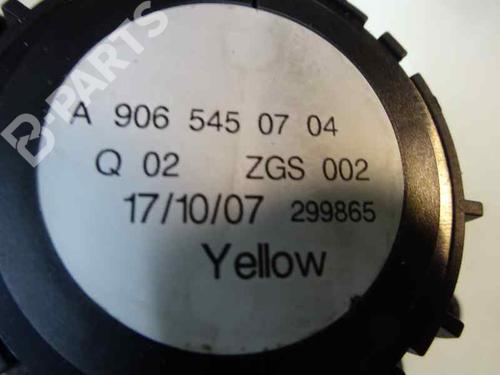 B-PARTS
A 906 545 07 04
Q 02 ZGS 002
17/10/07 299865
Yellow